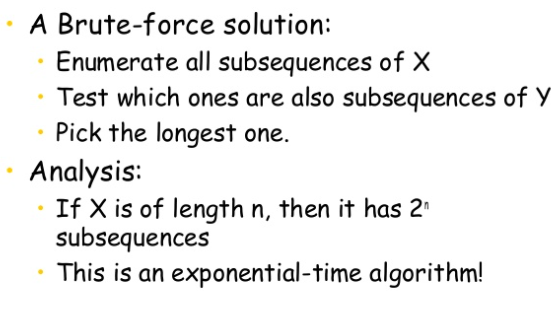 • A Brute-force solution:
• Enumerate all subsequences of X
• Test which ones are also subsequences of Y
• Pick the longest one.
• Analysis:
• If X is of length n, then it has 2ⁿ
subsequences
• This is an exponential-time algorithm!